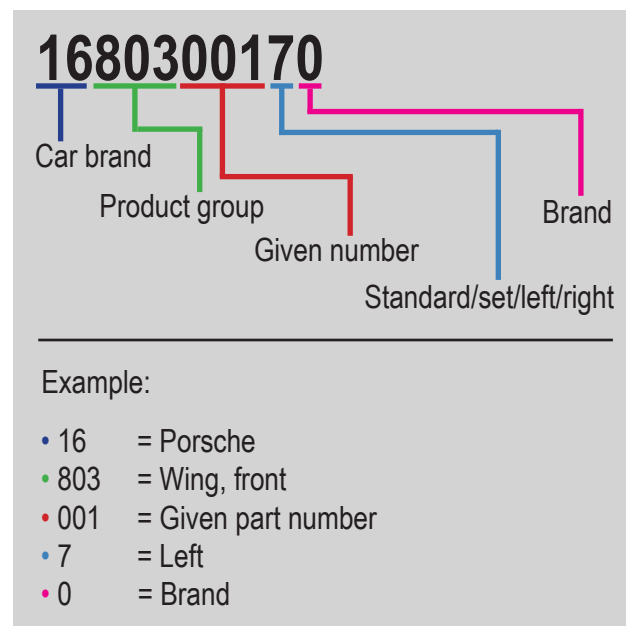 1680300170
Car brand
Product group
Brand
Given number
Standard/set/left/right
Example:
• 16 = Porsche
• 803 = Wing, front
• 001 = Given part number
• 7 = Left
• 0 = Brand